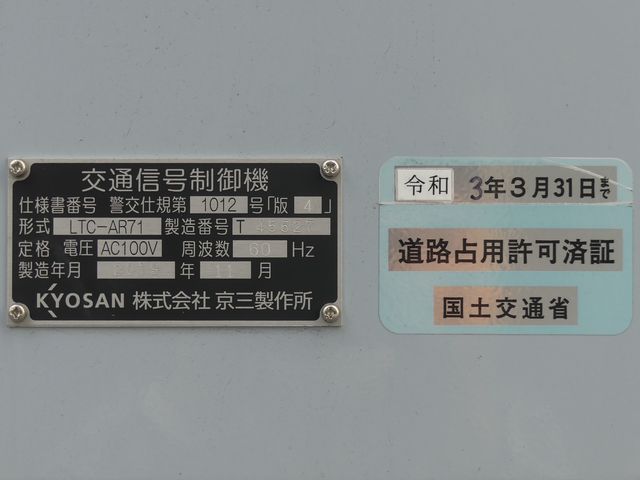 交通信号制御機
仕様書番号 警交仕規第 1012 号「版 4 」
形式 LTC-AR71 製造番号 T
定格 電圧 AC100V 周波数 60 Hz
製造年月 年 11 月
KYOSAN 株式会社 京三製作所
令和 3年3月31日まで
道路占用許可済証
国土交通省